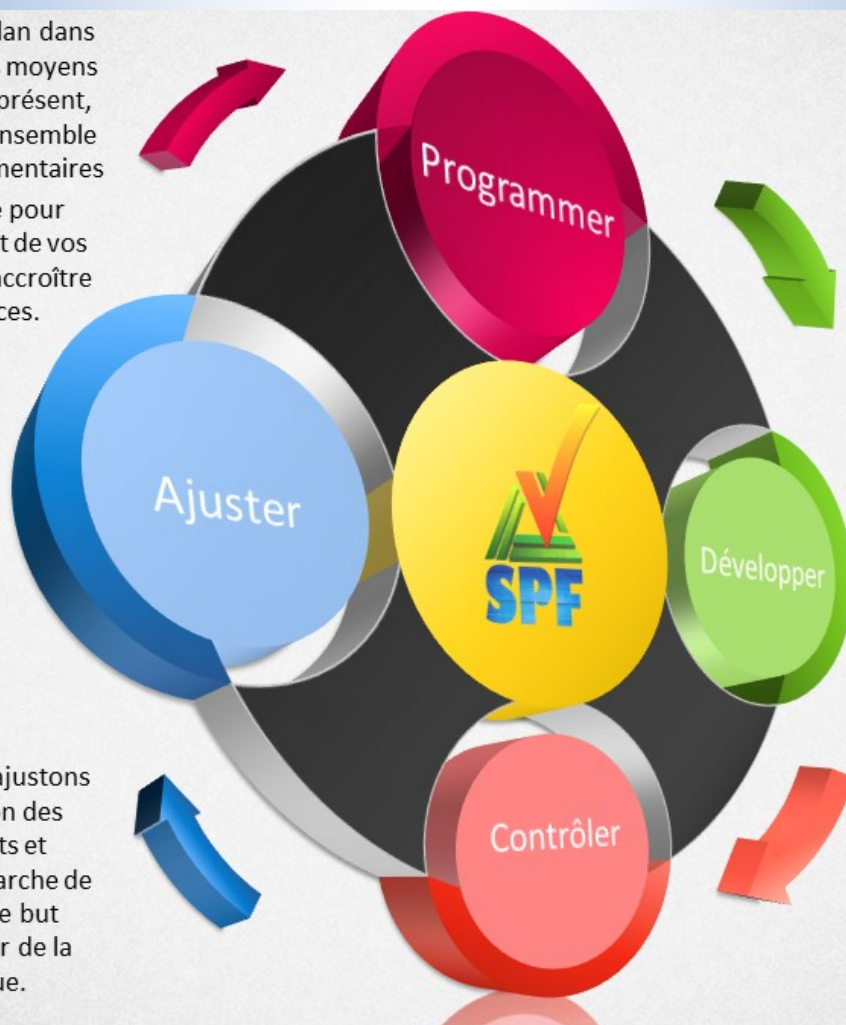 lan dans
moyens
présent,
nsemble
mentaires
pour
t de vos
accroître
ces.
Programmer
Ajuster
SPF
Développer
Contrôler
ajustons
on des
ts et
arche de
e but
r de la
ue.